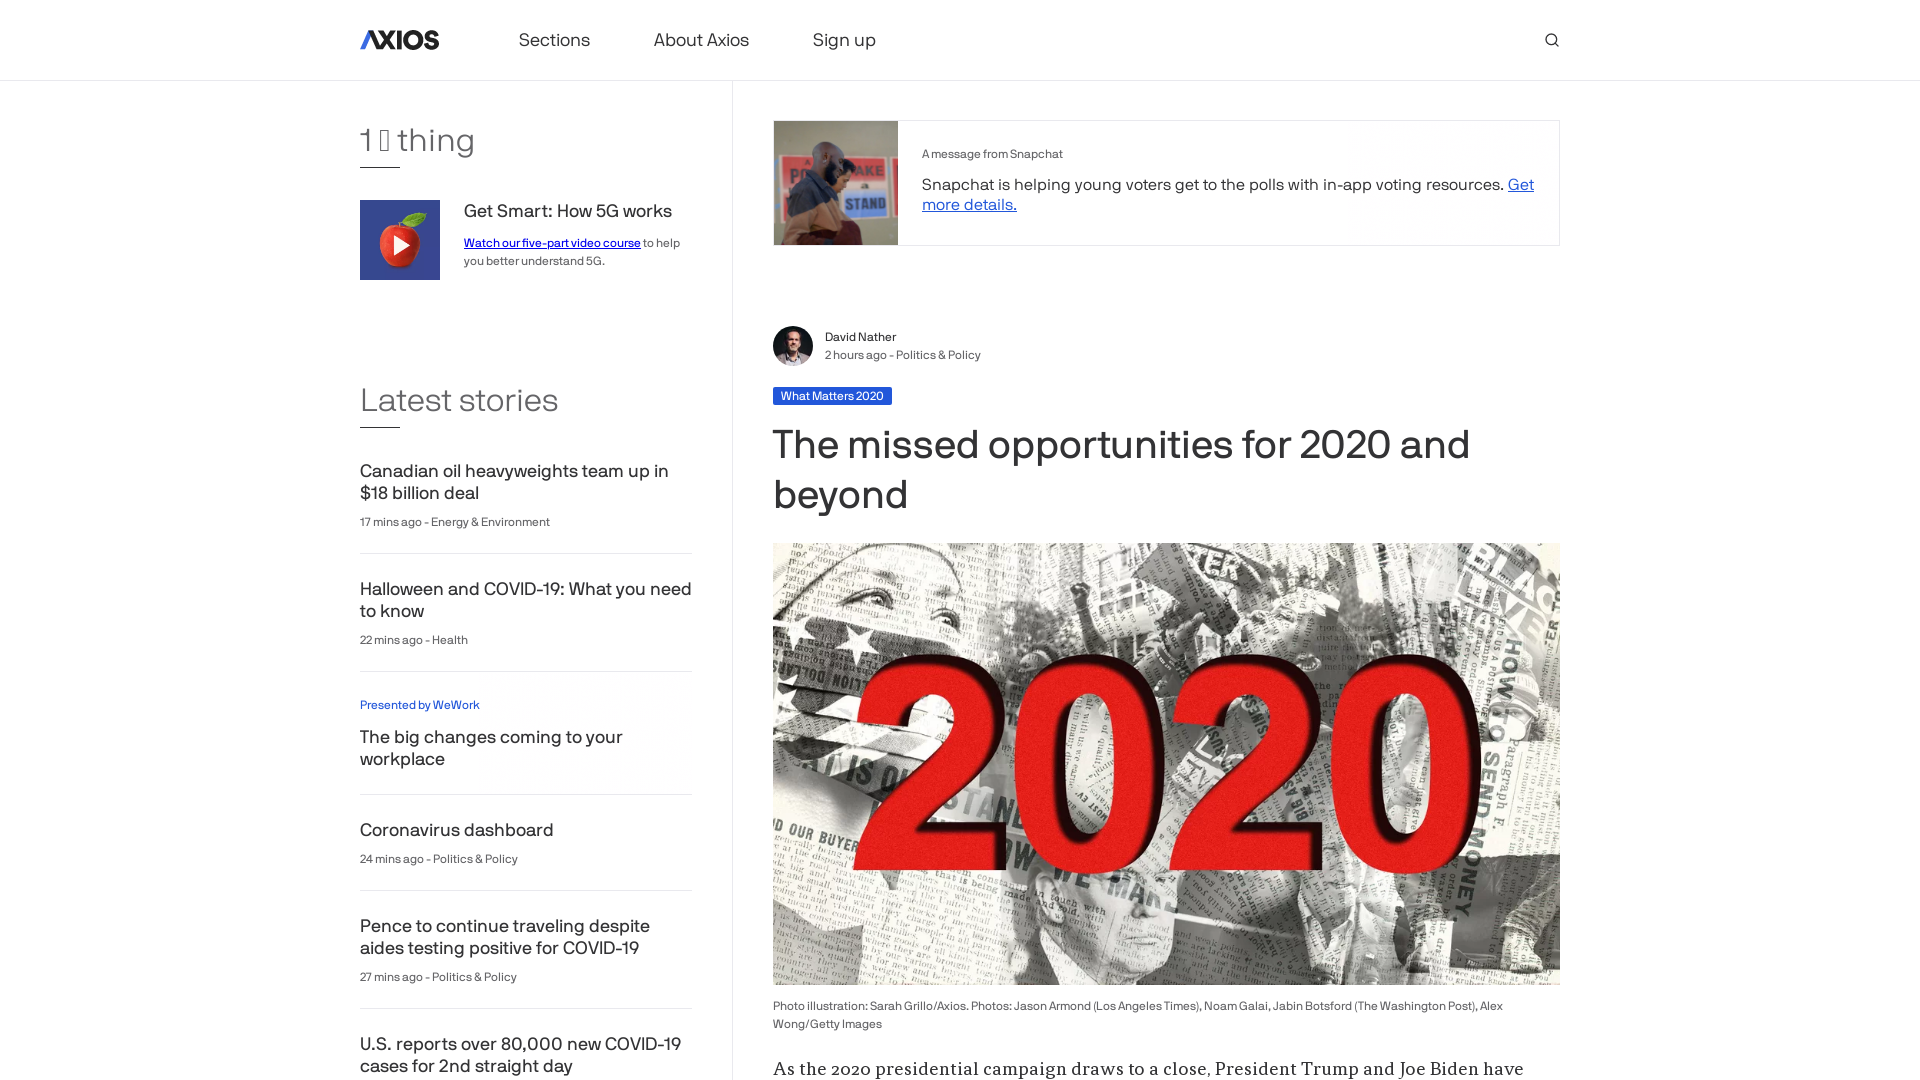 AXIOS
Sections
About Axios
Sign up
1 thing
Get Smart: How 5G works
Watch our five-part video course to help
you better understand 5G.
Latest stories
Canadian oil heavyweights team up in
$18 billion deal
17 mins ago - Energy & Environment
Halloween and COVID-19: What you need
to know
22 mins ago - Health
Presented by WeWork
The big changes coming to your
workplace
Coronavirus dashboard
24 mins ago - Politics & Policy
Pence to continue traveling despite
aides testing positive for COVID-19
27 mins ago - Politics & Policy
U.S. reports over 80,000 new COVID-19
cases for 2nd straight day
STAND
A message from Snapchat
Snapchat is helping young voters get to the polls with in-app voting resources. Get
more details.
David Nather
2 hours ago - Politics & Policy
What Matters 2020
The missed opportunities for 2020 and
beyond
2020
Photo illustration: Sarah Grillo/Axios. Photos: Jason Armond (Los Angeles Times), Noam Galai, Jabin Botsford (The Washington Post), Alex
Wong/Getty Images
As the 2020 presidential campaign draws to a close, President Trump and Joe Biden have